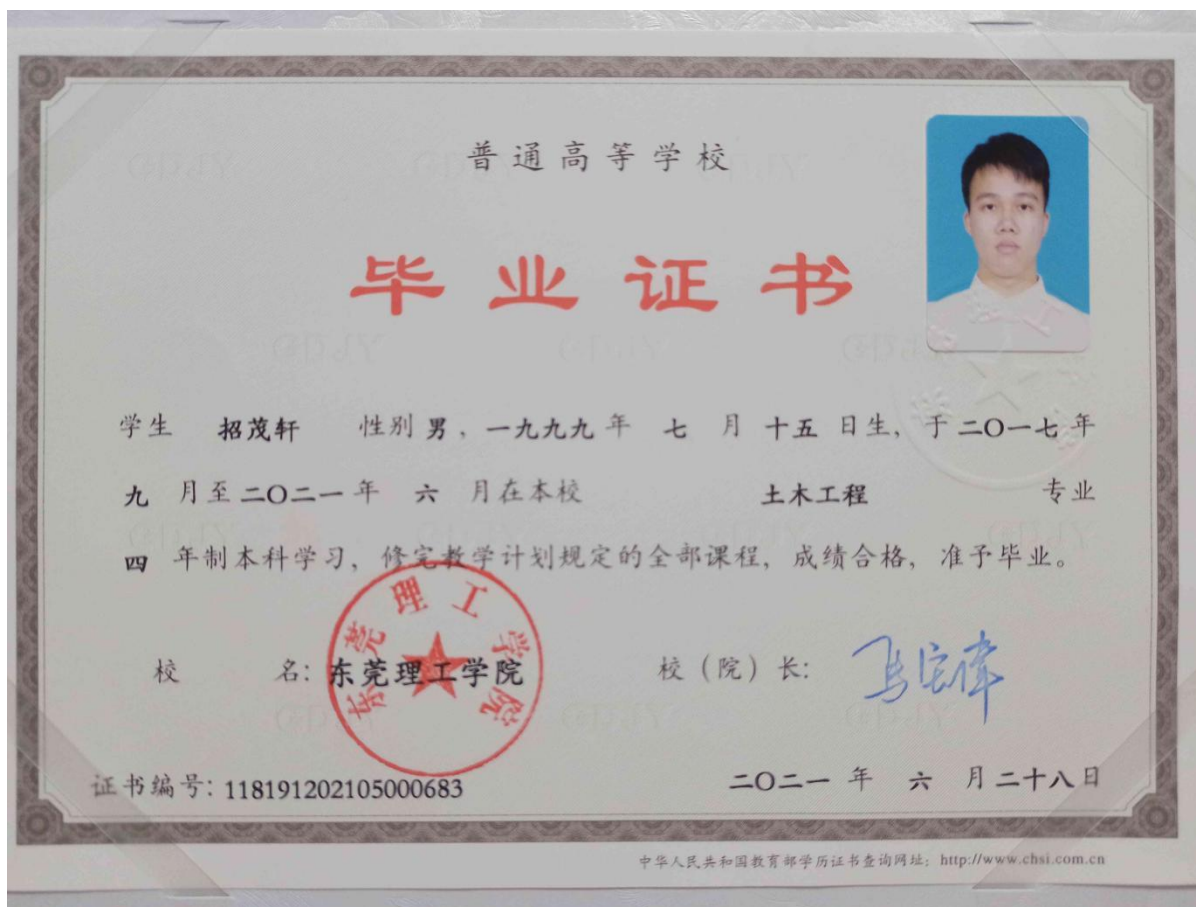 普通高等学校
毕业证书
学生 招茂轩 性别 男，一九九九年 七 月 十五 日生，于二〇一七年
九 月至二〇二一年 六 月在本校 土木工程 专业
四 年制本科学习，修完教学计划规定的全部课程，成绩合格，准予毕业。
校 名：东莞理工学院 校（院）长：
东莞理工学院
证书编号：118191202105000683 二〇二一 年 六 月二十八日
中华人民共和国教育部学历证书查询网址：http://www.chsi.com.cn